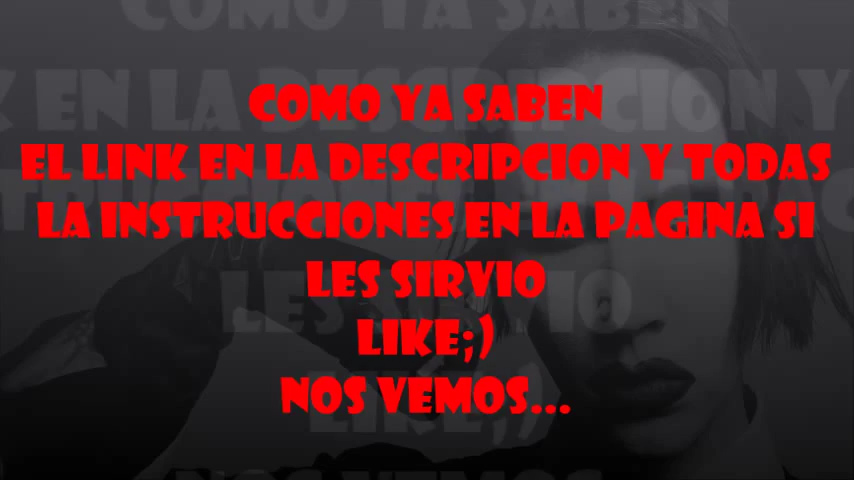 COMO YA SABEN
EL LINK EN LA DESCRIPCION Y TODAS
LA INSTRUCCIONES EN LA PAGINA SI
LES SIRVIO
LIKE;)
NOS VEMOS...